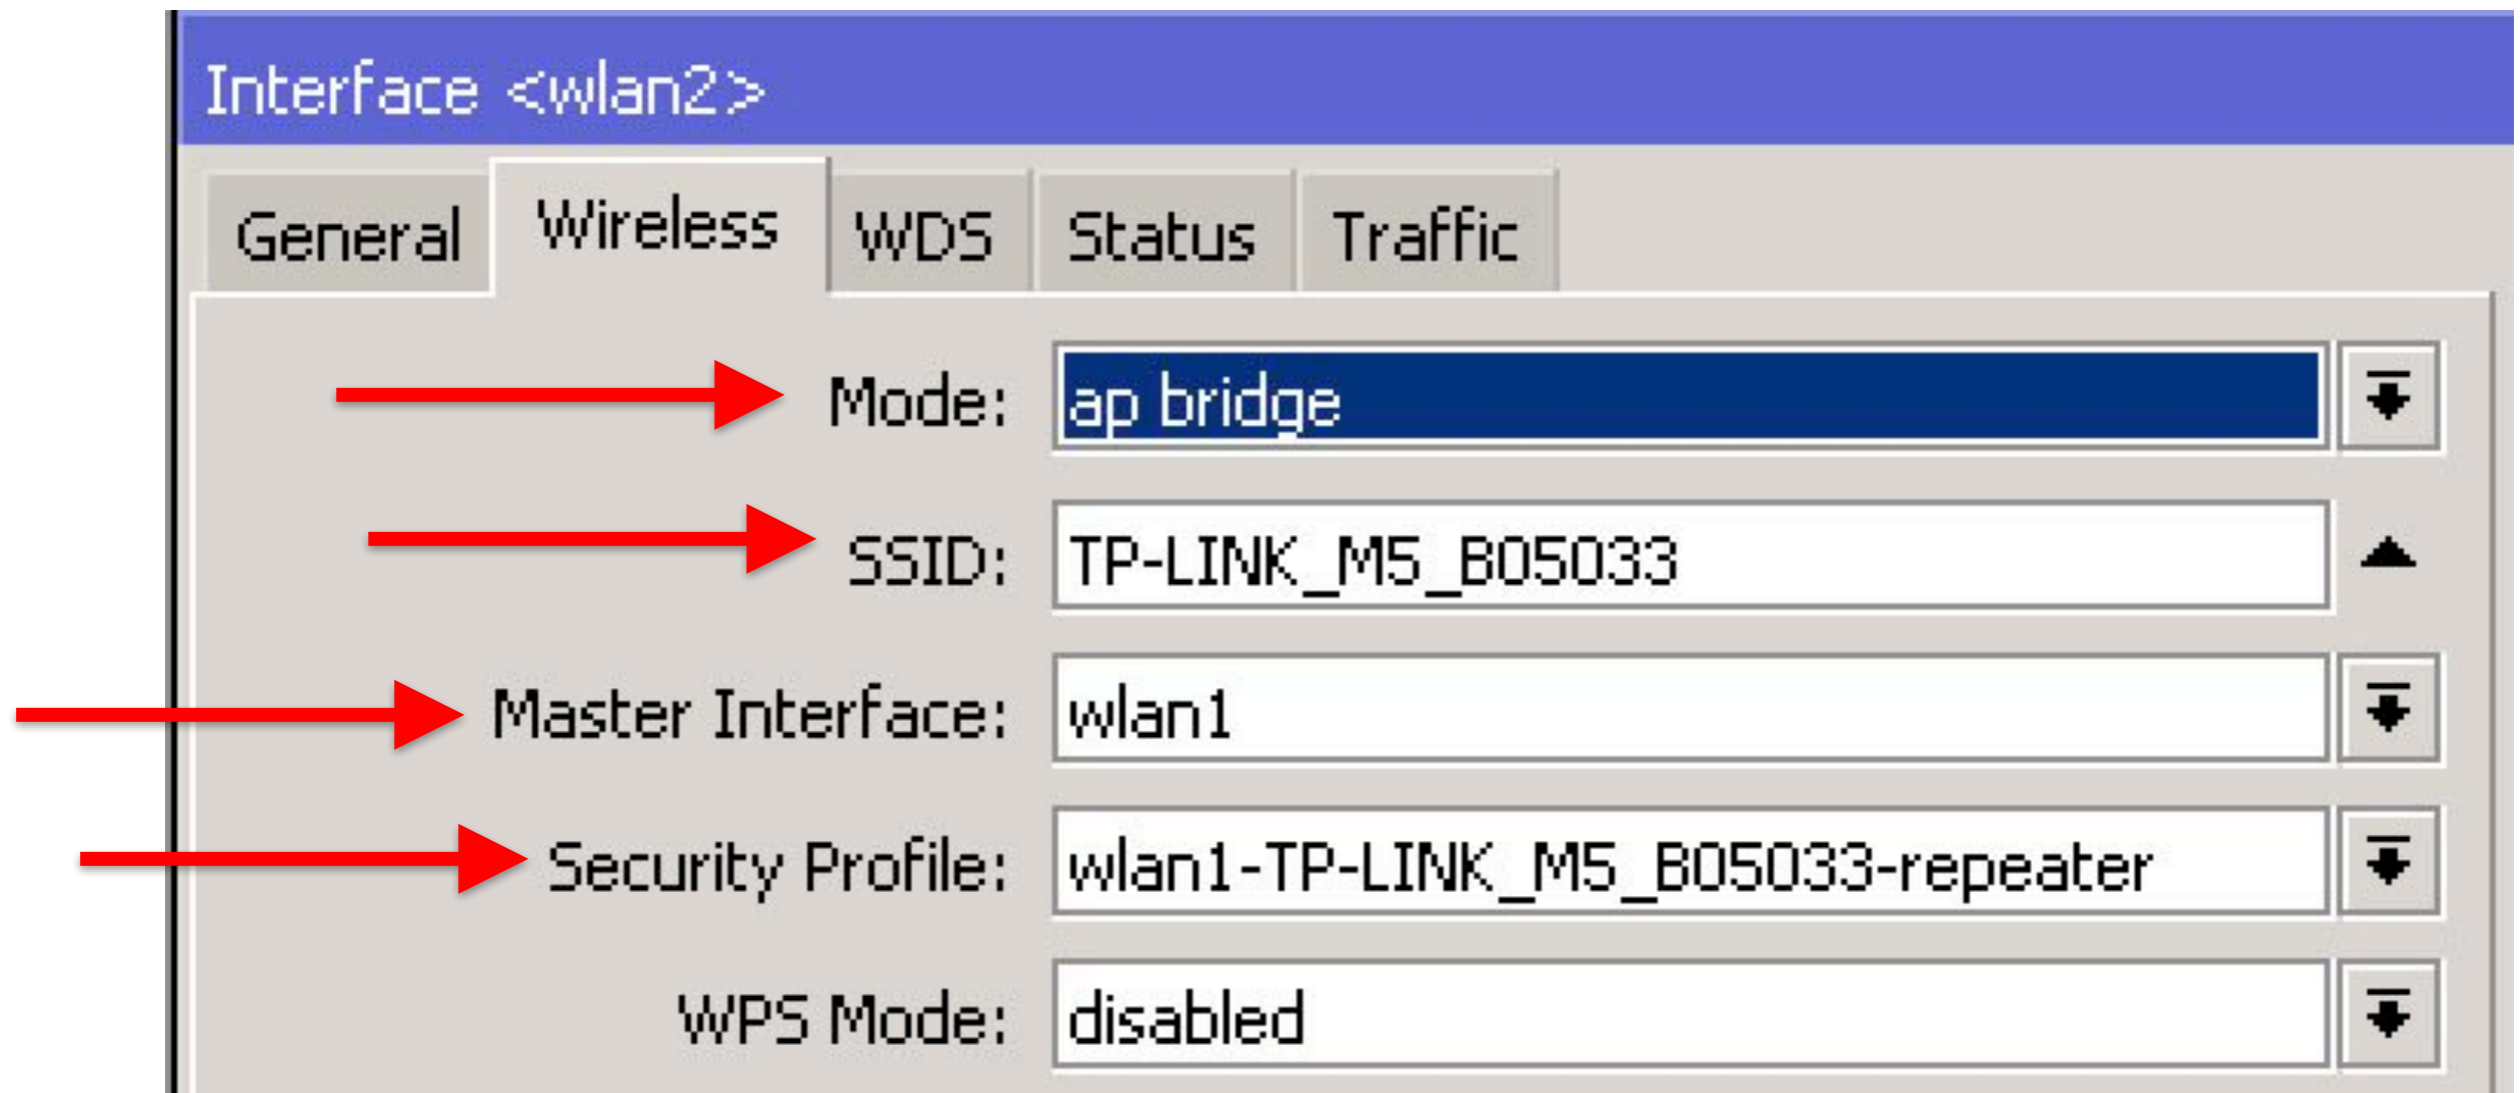 Interface <wlan2>
General Wireless WDS Status Traffic
Mode: ap bridge
SSID: TP-LINK_M5_B05033
Master Interface: wlan1
Security Profile: wlan1-TP-LINK_M5_B05033-repeater
WPS Mode: disabled